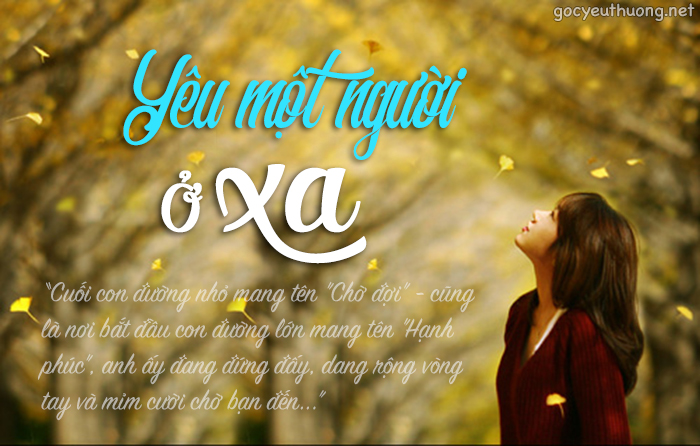 gocyeuthuong.net
Yêu một người
ở xa
"Cuối con đường nhỏ mang tên "Chờ đợi" - cũng
là nơi bắt đầu con đường lớn mang tên "Hạnh
phúc", anh ấy đang đứng đấy, dang rộng vòng
tay và mỉm cười chờ bạn đến..."